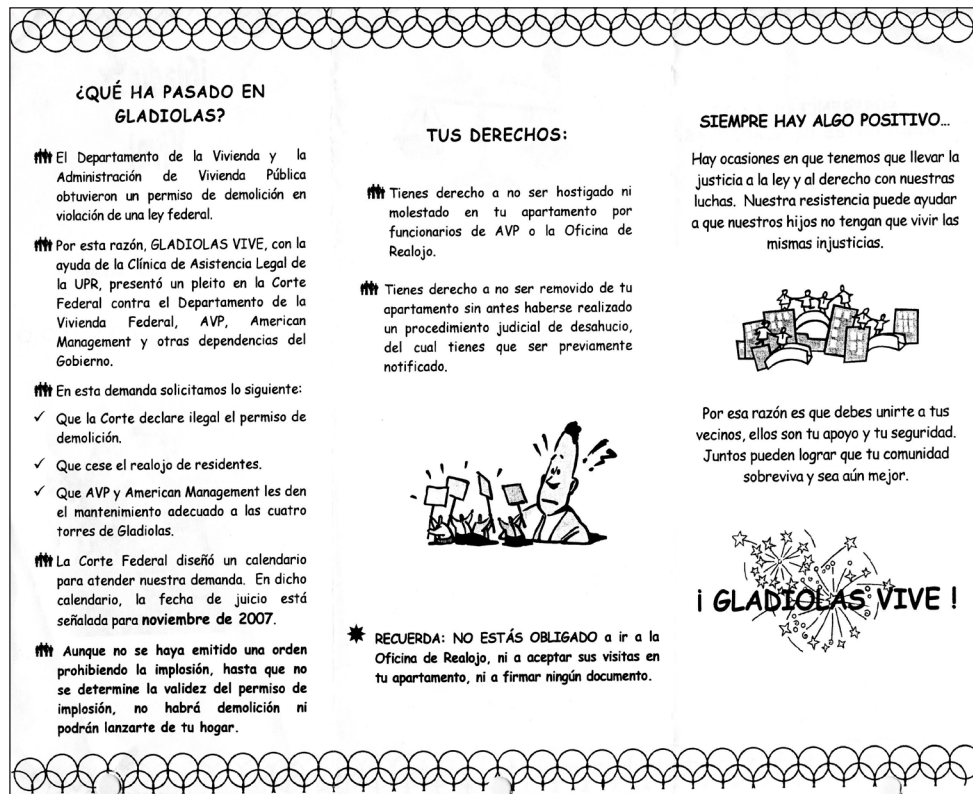 ¿QUÉ HA PASADO EN
GLADIOLAS?
El Departamento de la Vivienda y la
Administración de Vivienda Pública
obtuvieron un permiso de demolición en
violación de una ley federal.
Por esta razón, GLADIOLAS VIVE, con la
ayuda de la Clínica de Asistencia Legal de
la UPR, presentó un pleito en la Corte
Federal contra el Departamento de la
Vivienda Federal, AVP, American
Management y otras dependencias del
Gobierno.
En esta demanda solicitamos lo siguiente:
✓ Que la Corte declare ilegal el permiso de
demolición.
✓ Que cese el realojo de residentes.
✓ Que AVP y American Management les den
el mantenimiento adecuado a las cuatro
torres de Gladiolas.
La Corte Federal diseñó un calendario
para atender nuestra demanda. En dicho
calendario, la fecha de juicio está
señalada para noviembre de 2007.
Aunque no se haya emitido una orden
prohibiendo la implosión, hasta que no
se determine la validez del permiso de
implosión, no habrá demolición ni
podrán lanzarte de tu hogar.
TUS DERECHOS:
Tienes derecho a no ser hostigado ni
molestado en tu apartamento por
funcionarios de AVP o la Oficina de
Realojo.
Tienes derecho a no ser removido de tu
apartamento sin antes haberse realizado
un procedimiento judicial de desahucio,
del cual tienes que ser previamente
notificado.
RECUERDA: NO ESTÁS OBLIGADO a ir a la
Oficina de Realojo, ni a aceptar sus visitas en
tu apartamento, ni a firmar ningún documento.
SIEMPRE HAY ALGO POSITIVO…
Hay ocasiones en que tenemos que llevar la
justicia a la ley y al derecho con nuestras
luchas. Nuestra resistencia puede ayudar
a que nuestros hijos no tengan que vivir las
mismas injusticias.
Por esa razón es que debes unirte a tus
vecinos, ellos son tu apoyo y tu seguridad.
Juntos pueden lograr que tu comunidad
sobreviva y sea aún mejor.
¡ GLADIOLAS VIVE !